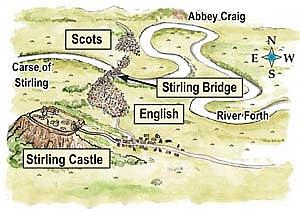 Abbey Craig
Scots
N
W
E
S
Carse of
Stirling
Stirling Bridge
English
River Forth
Stirling Castle